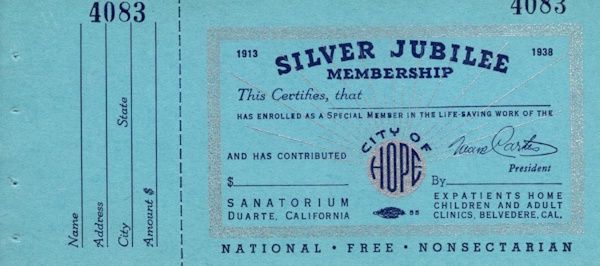 4083
Name
Address
City State
Amount $
4083
1913 SILVER JUBILEE 1938
MEMBERSHIP
This Certifies, that
HAS ENROLLED AS A SPECIAL MEMBER IN THE LIFE-SAVING WORK OF THE
CITY OF
HOPE
AND HAS CONTRIBUTED
$
President
By
SANATORIUM
DUARTE, CALIFORNIA
EXPATIENTS HOME
CHILDREN AND ADULT
CLINICS, BELVEDERE, CAL.
NATIONAL · FREE · NONSECTARIAN